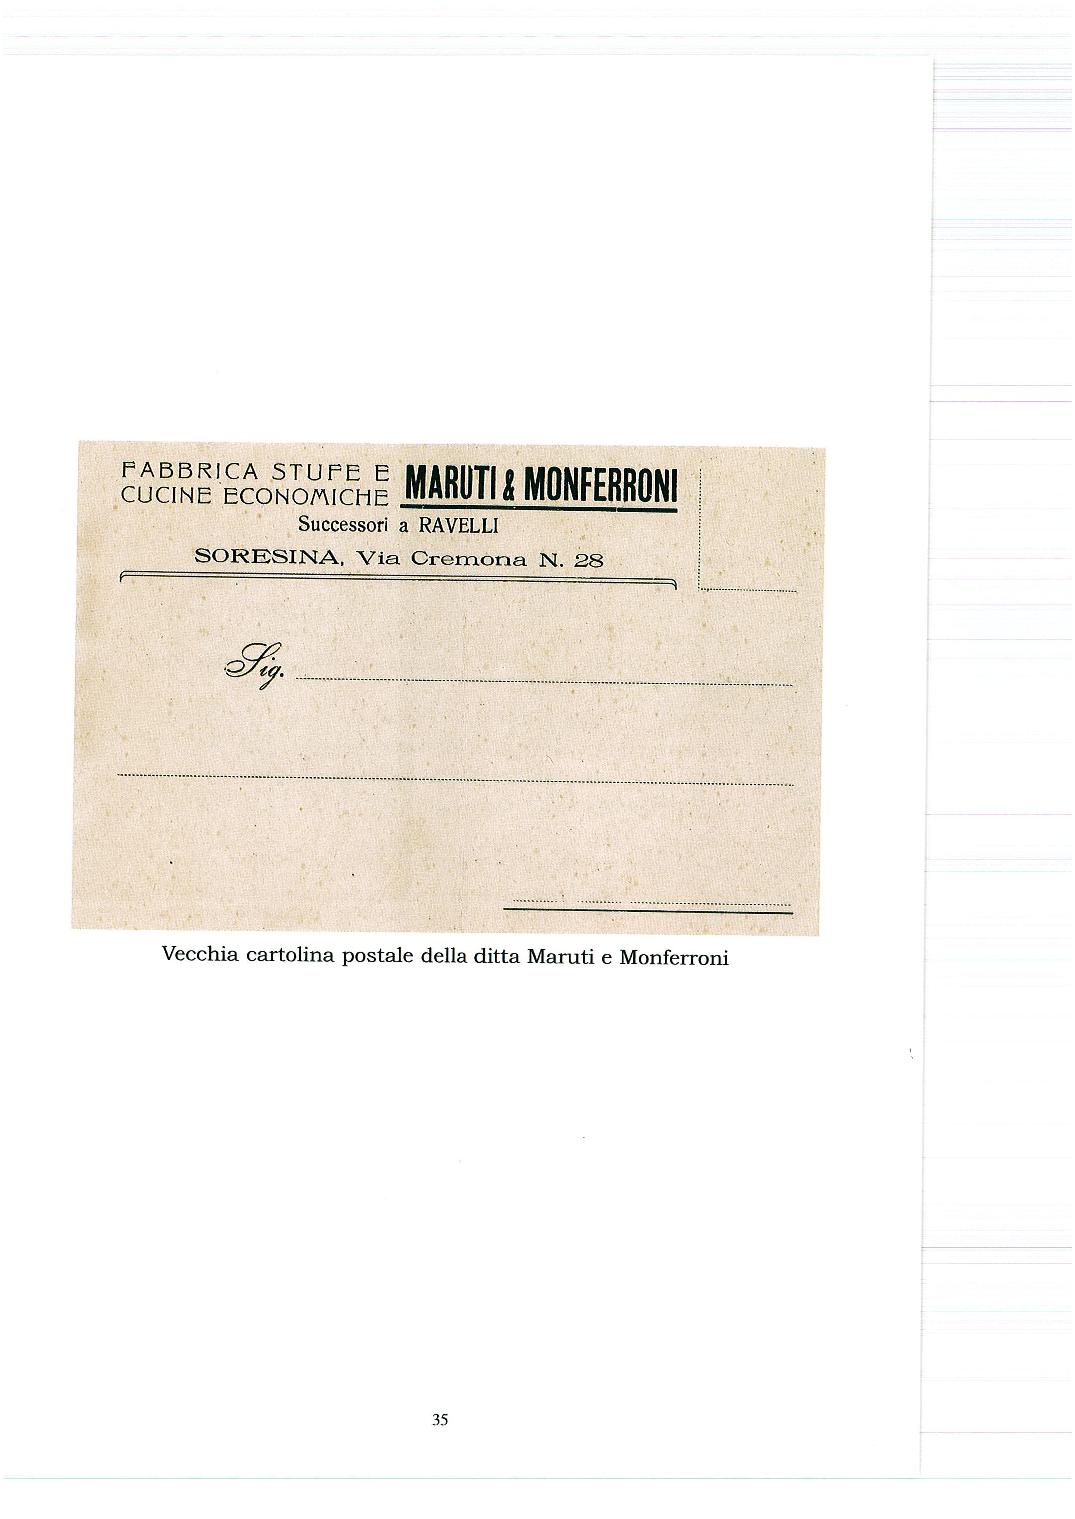 FABBRICA STUFE E
CUCINE ECONOMICHE MARUTI & MONFERRONI
Successori a RAVELLI
SORESINA, Via Cremona N. 28
Sig.
Vecchia cartolina postale della ditta Maruti e Monferroni
35